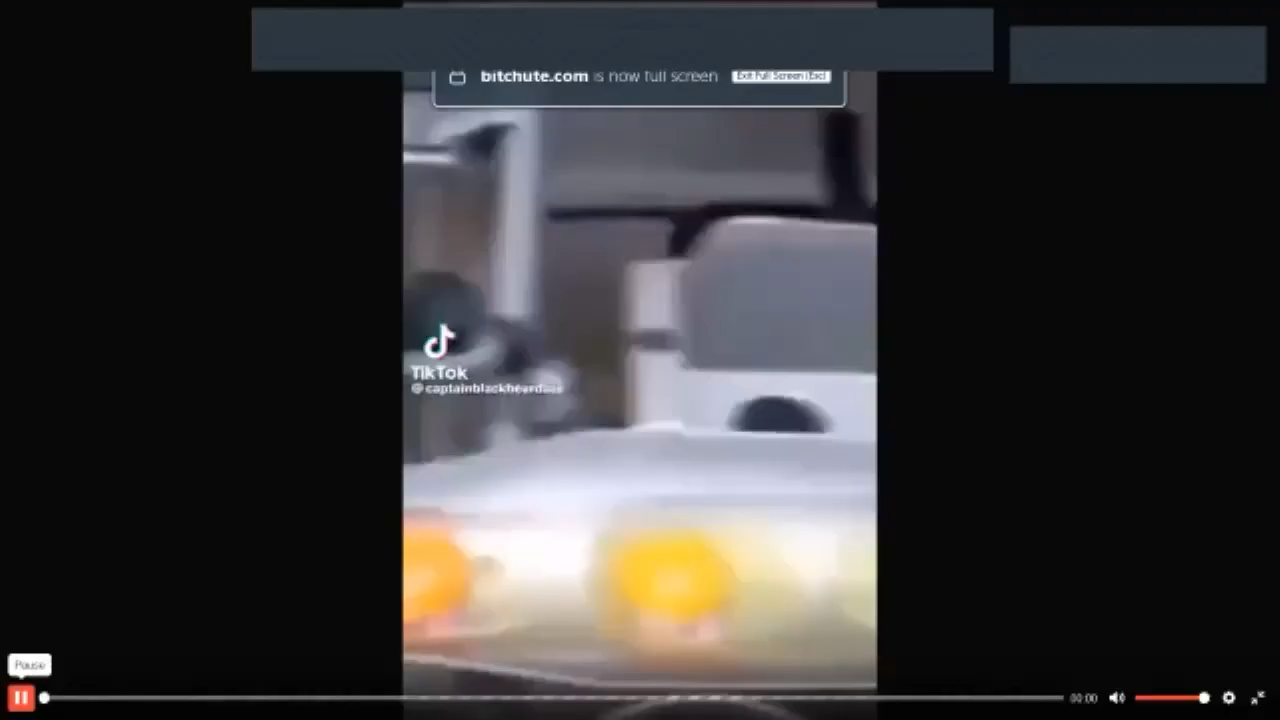 bitchute.com is now full screen Exit Full Screen (Esc)
TikTok
Pause
00:00